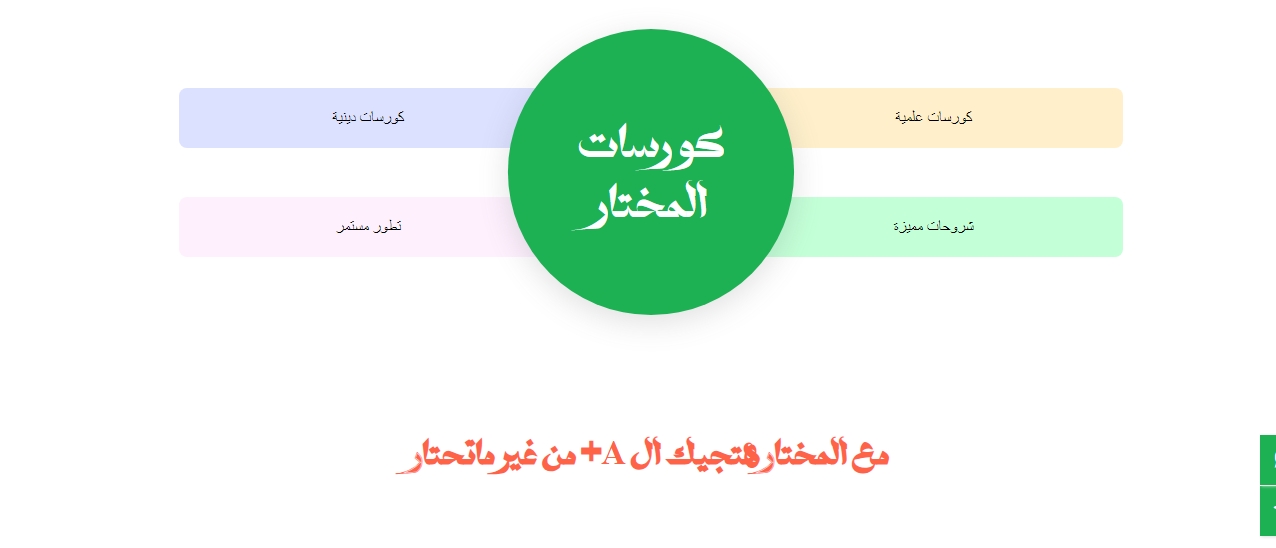 كورسات علمية
كورسات دينية
كورسات
المختار
شروحات مميزة
تطور مستمر
مع المختار هتجيك ال A+ من غير ماتحتار